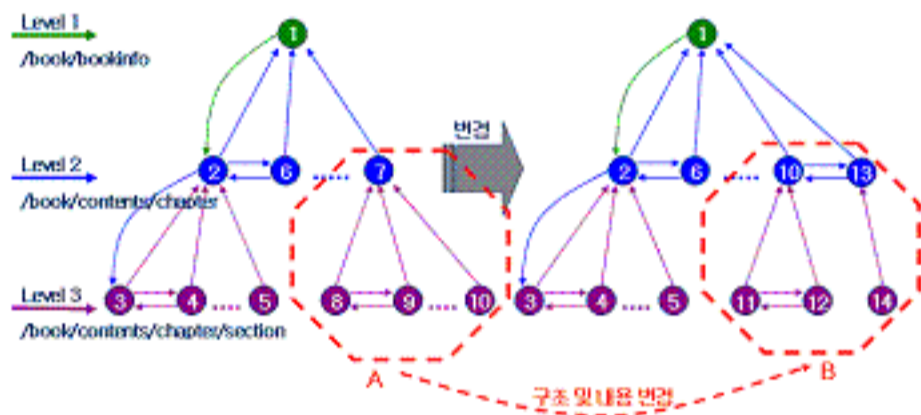 Level 1
/book/bookinfo
1
1
변경
Level 2
/book/contents/chapter
2
6
7
2
6
10
13
Level 3
/book/contents/chapter/section
3
4
5
8
9
10
3
4
5
11
12
14
A
B
구조 및 내용 변경